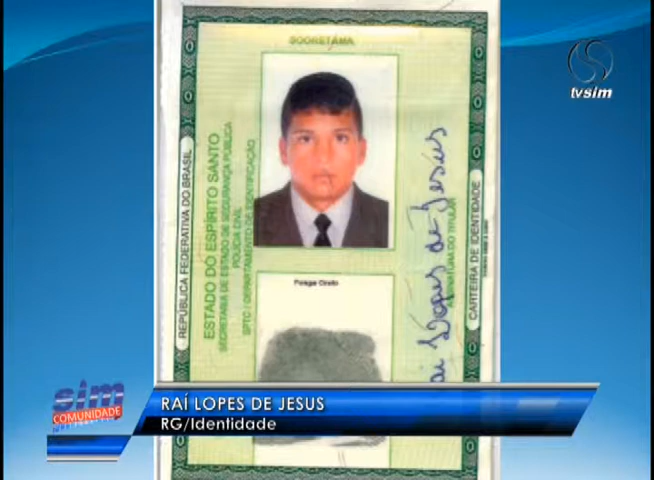 SOORETAMA
tvsim
REPÚBLICA FEDERATIVA DO BRASIL
ESTADO DO ESPÍRITO SANTO
SECRETARIA DE ESTADO DE SEGURANÇA PÚBLICA
POLÍCIA CIVIL
SPTC / DEPARTAMENTO DE IDENTIFICAÇÃO
Polegar Direito
Lopes de Jesus
ASSINATURA DO TITULAR
CARTEIRA DE IDENTIDADE
sim
COMUNIDADE
RAÍ LOPES DE JESUS
RG/Identidade